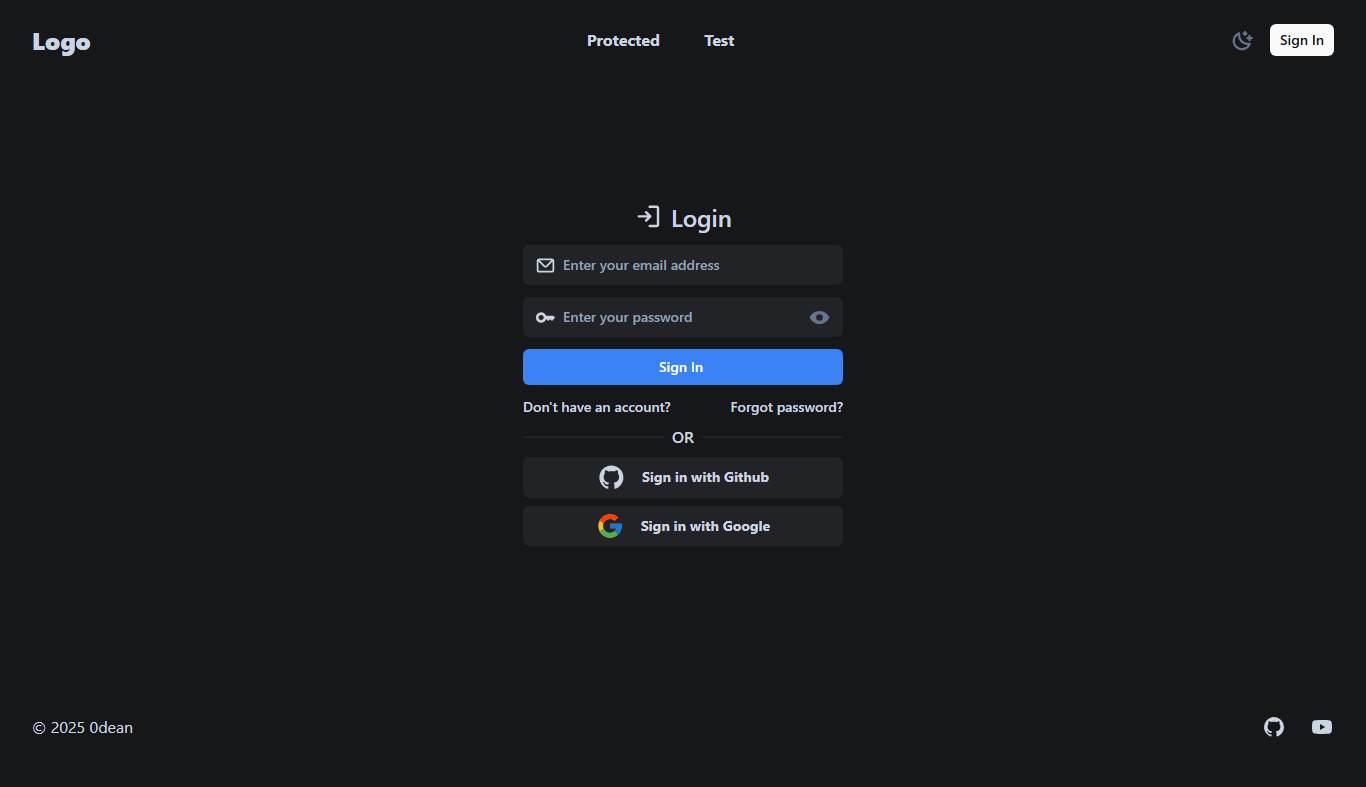 Logo
Protected
Test
Sign In
Login
Enter your email address
Enter your password
Sign In
Don't have an account?
Forgot password?
OR
Sign in with Github
Sign in with Google
© 2025 0dean